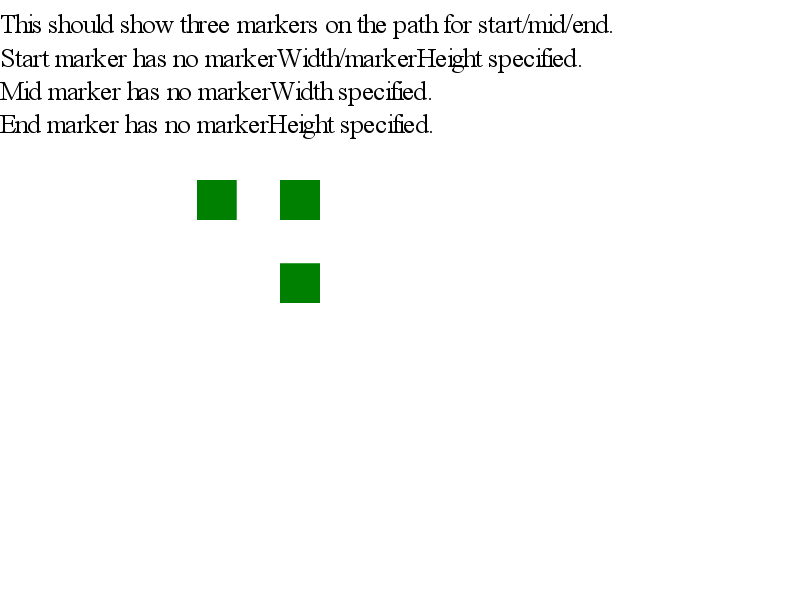 This should show three markers on the path for start/mid/end.
Start marker has no markerWidth/markerHeight specified.
Mid marker has no markerWidth specified.
End marker has no markerHeight specified.